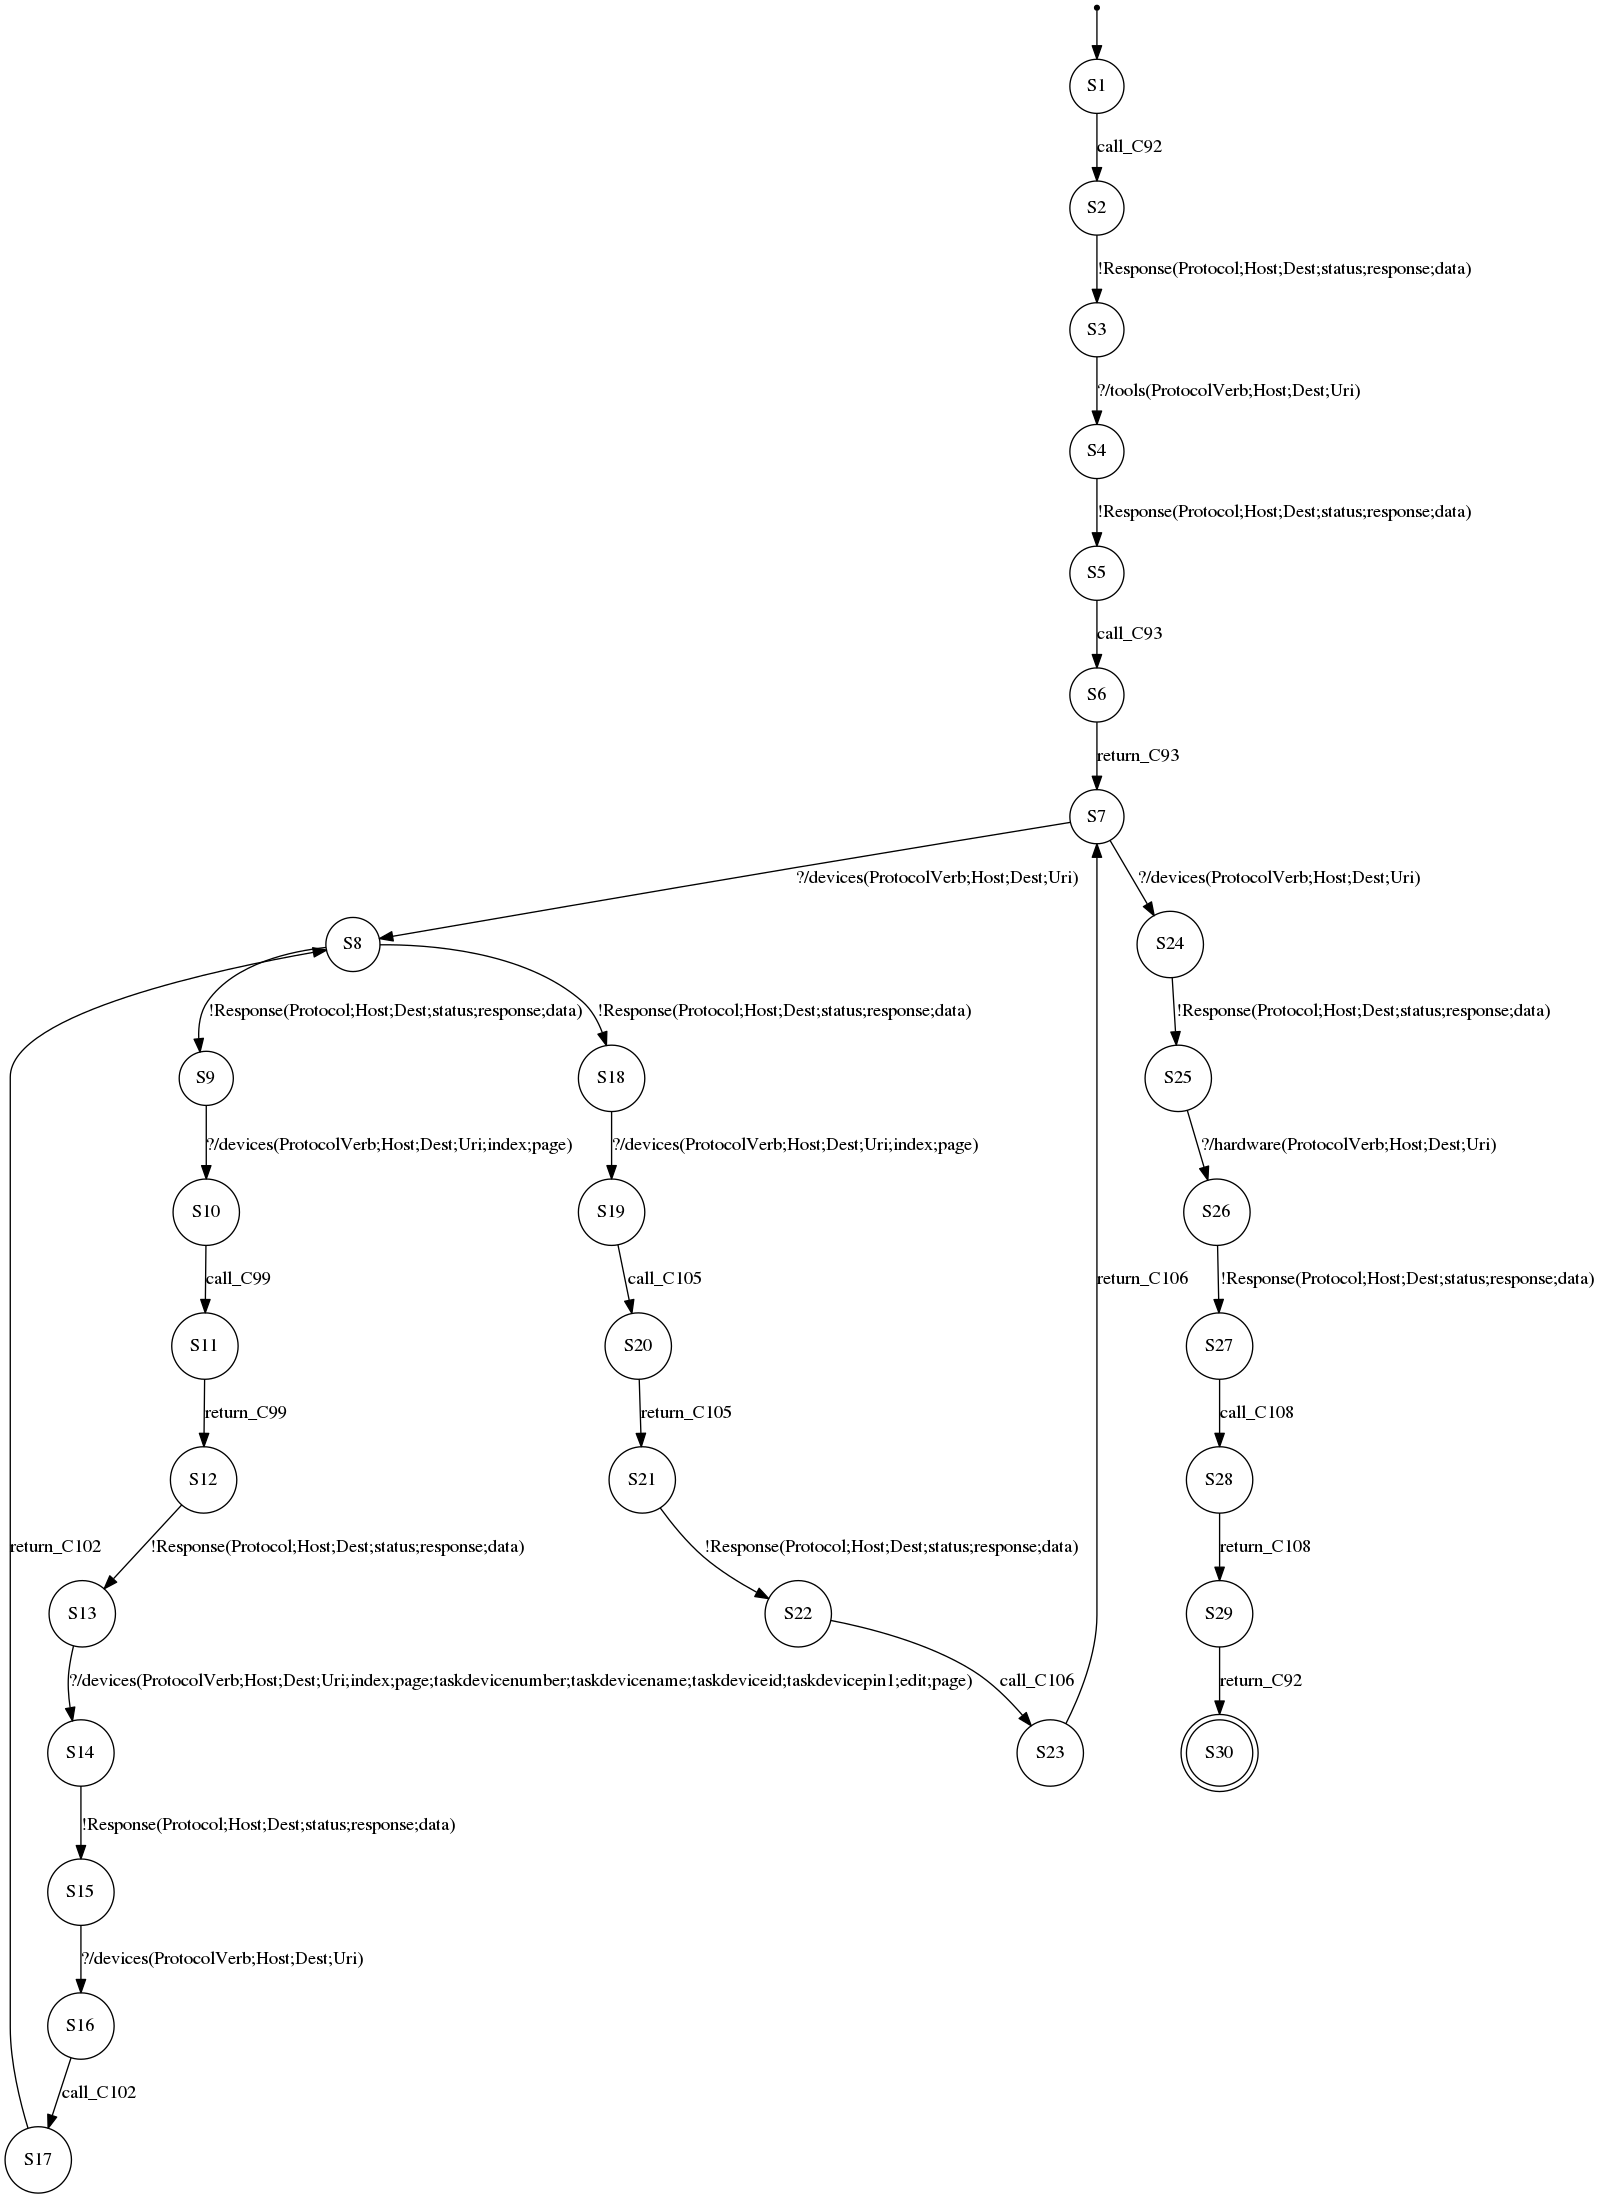 S1
call_C92
S2
!Response(Protocol;Host;Dest;status;response;data)
S3
?/tools(ProtocolVerb;Host;Dest;Uri)
S4
!Response(Protocol;Host;Dest;status;response;data)
S5
call_C93
S6
return_C93
S7
?/devices(ProtocolVerb;Host;Dest;Uri)
?/devices(ProtocolVerb;Host;Dest;Uri)
S8
S24
!Response(Protocol;Host;Dest;status;response;data)
!Response(Protocol;Host;Dest;status;response;data)
!Response(Protocol;Host;Dest;status;response;data)
S9
S18
S25
?/devices(ProtocolVerb;Host;Dest;Uri;index;page)
?/devices(ProtocolVerb;Host;Dest;Uri;index;page)
?/hardware(ProtocolVerb;Host;Dest;Uri)
S10
S19
S26
call_C99
call_C105
return_C106
!Response(Protocol;Host;Dest;status;response;data)
S11
S20
S27
return_C99
return_C105
call_C108
S12
S21
S28
return_C102
!Response(Protocol;Host;Dest;status;response;data)
!Response(Protocol;Host;Dest;status;response;data)
return_C108
S13
S22
S29
?/devices(ProtocolVerb;Host;Dest;Uri;index;page;taskdevicenumber;taskdevicename;taskdeviceid;taskdevicepin1;edit;page)
call_C106
return_C92
S14
S23
S30
!Response(Protocol;Host;Dest;status;response;data)
S15
?/devices(ProtocolVerb;Host;Dest;Uri)
S16
call_C102
S17